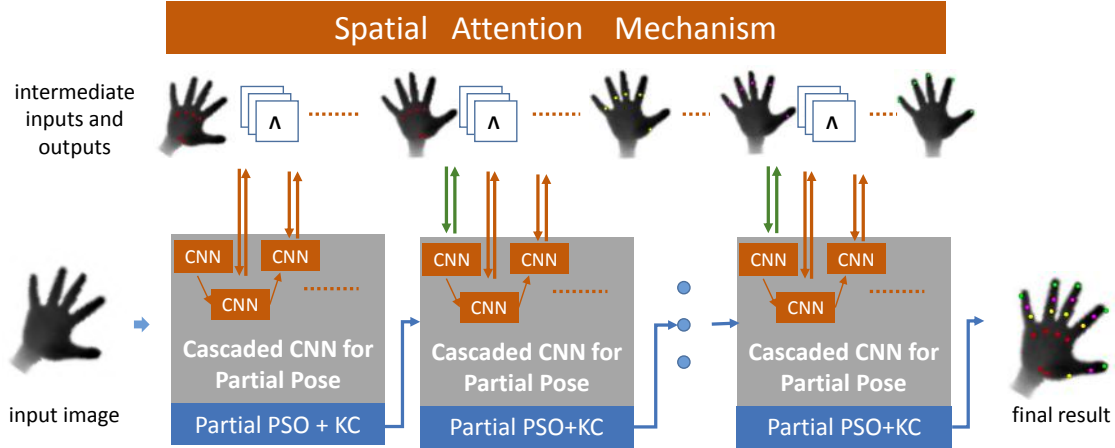 Spatial Attention Mechanism
intermediate
inputs and
outputs
Λ
Λ
Λ
CNN
CNN
CNN
CNN
CNN
CNN
CNN
CNN
CNN
Cascaded CNN for
Partial Pose
Cascaded CNN for
Partial Pose
Cascaded CNN for
Partial Pose
input image
Partial PSO + KC
Partial PSO+KC
Partial PSO+KC
final result